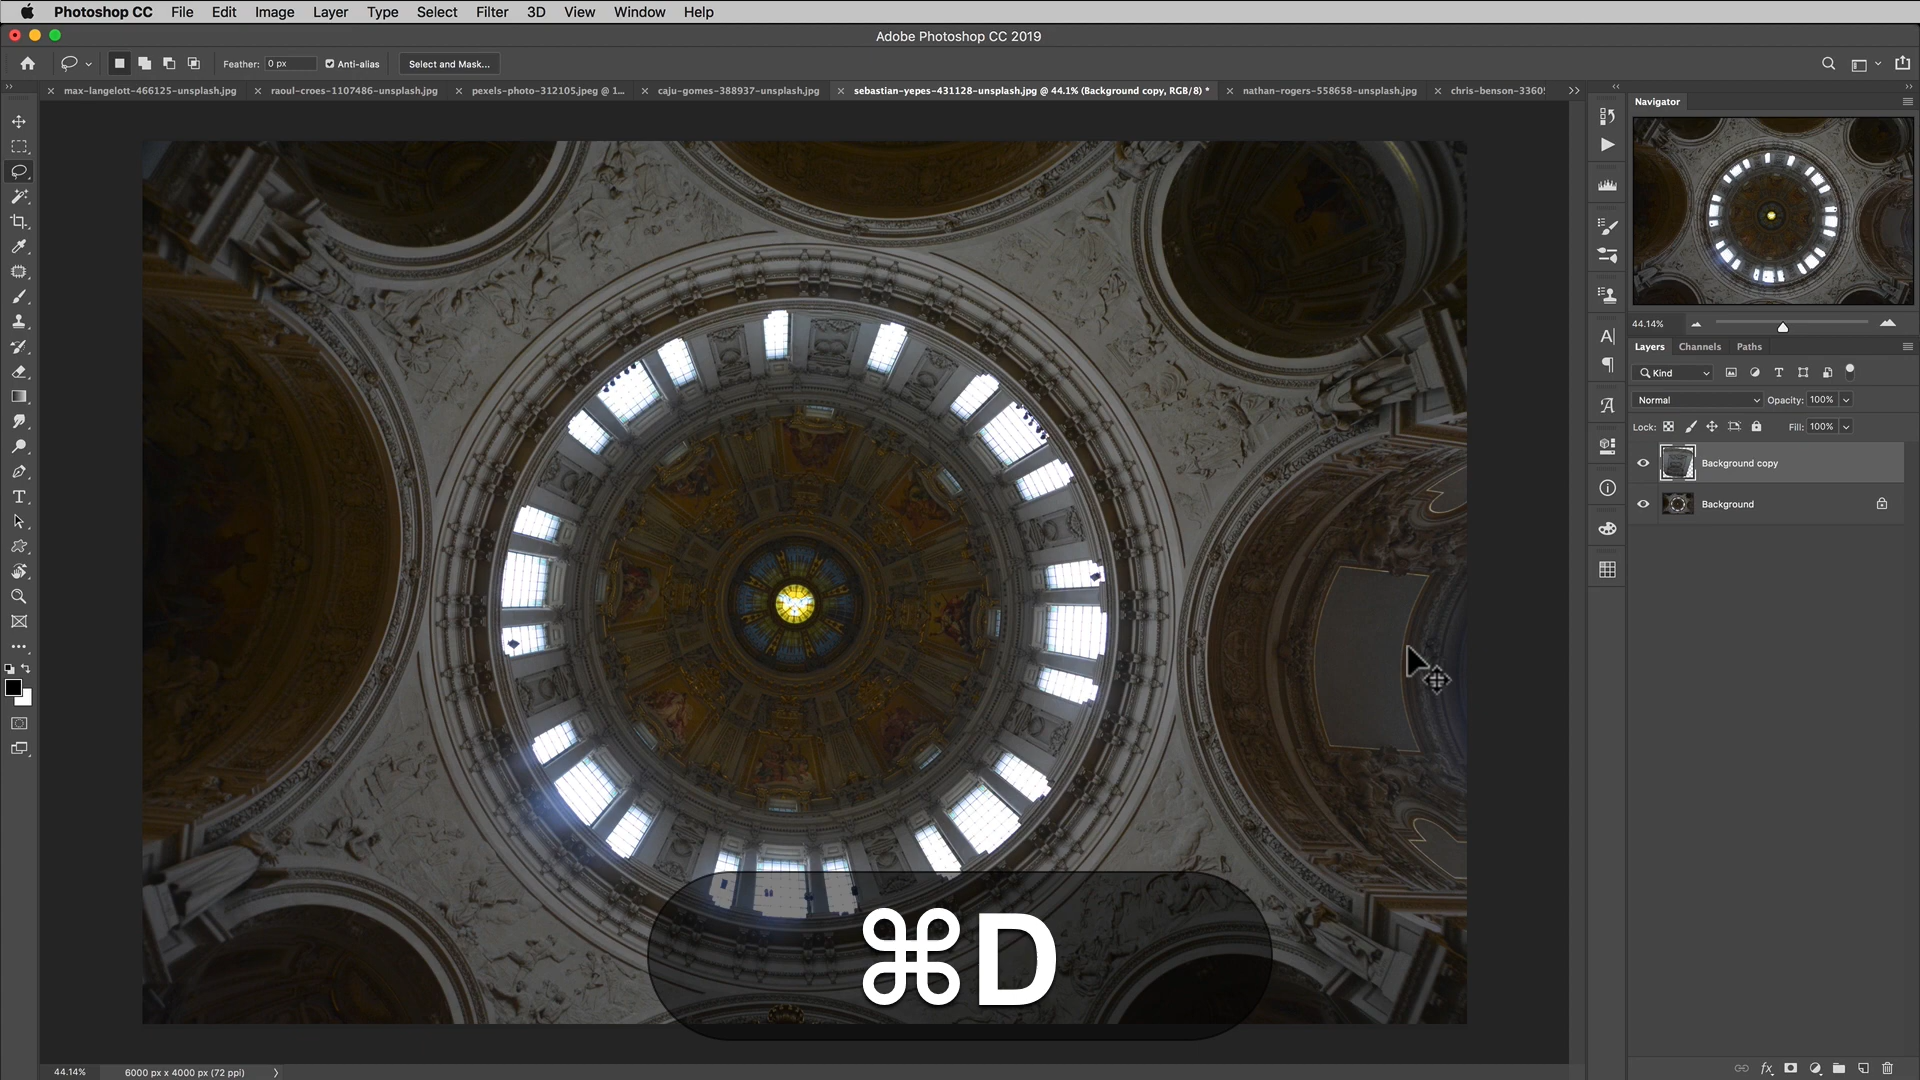 Photoshop CC File Edit Image Layer Type Select Filter 3D View Window Help
Adobe Photoshop CC 2019
Feather: 0 px Anti-alias Select and Mask...
max-langelott-466125-unsplash.jpg raoul-croes-1107486-unsplash.jpg pexels-photo-312105.jpeg @ 1... caju-gomes-388937-unsplash.jpg sebastian-yepes-431128-unsplash.jpg @ 44.1% (Background copy, RGB/8) * nathan-rogers-558658-unsplash.jpg chris-benson-3360
Navigator
44.14%
Layers Channels Paths
Kind
Normal Opacity: 100%
Lock: Fill: 100%
Background copy
Background
⌘D
44.14% 6000 px x 4000 px (72 ppi)